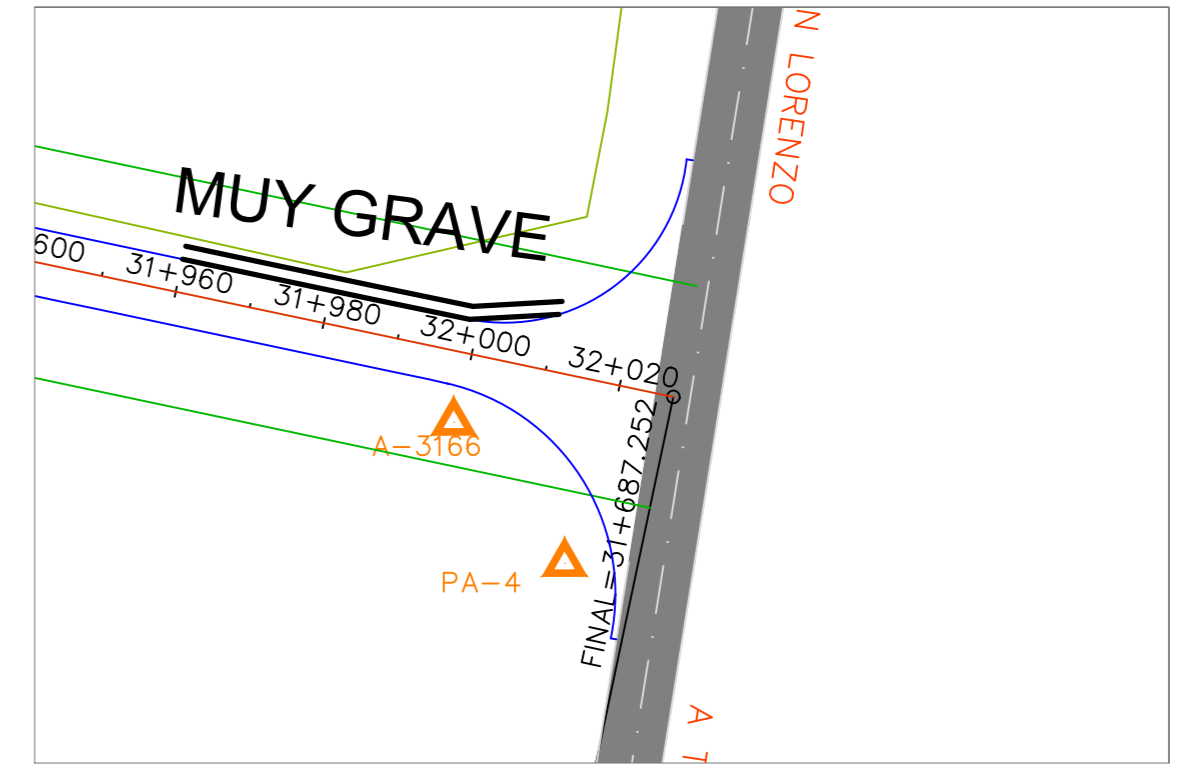 N LORENZO
MUY GRAVE
600
31+960
31+980
32+000
32+020
A-3166
FINAL=31+687.252
PA-4
A T